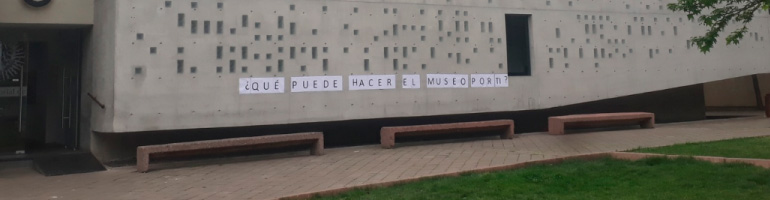 ¿QUÉ PUEDE HACER EL MUSEO POR TI?